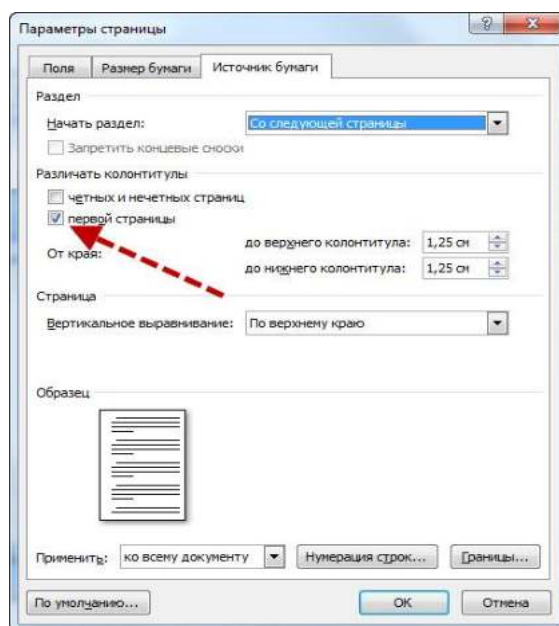 Параметры страницы
Поля Размер бумаги Источник бумаги
Раздел
Начать раздел: Со следующей страницы
Запретить концевые сноски
Различать колонтитулы
четных и нечетных страниц
первой страницы
От края: до верхнего колонтитула: 1,25 см
до нижнего колонтитула: 1,25 см
Страница
Вертикальное выравнивание: По верхнему краю
Образец
Применить: ко всему документу Нумерация строк... Границы...
По умолчанию... ОК Отмена